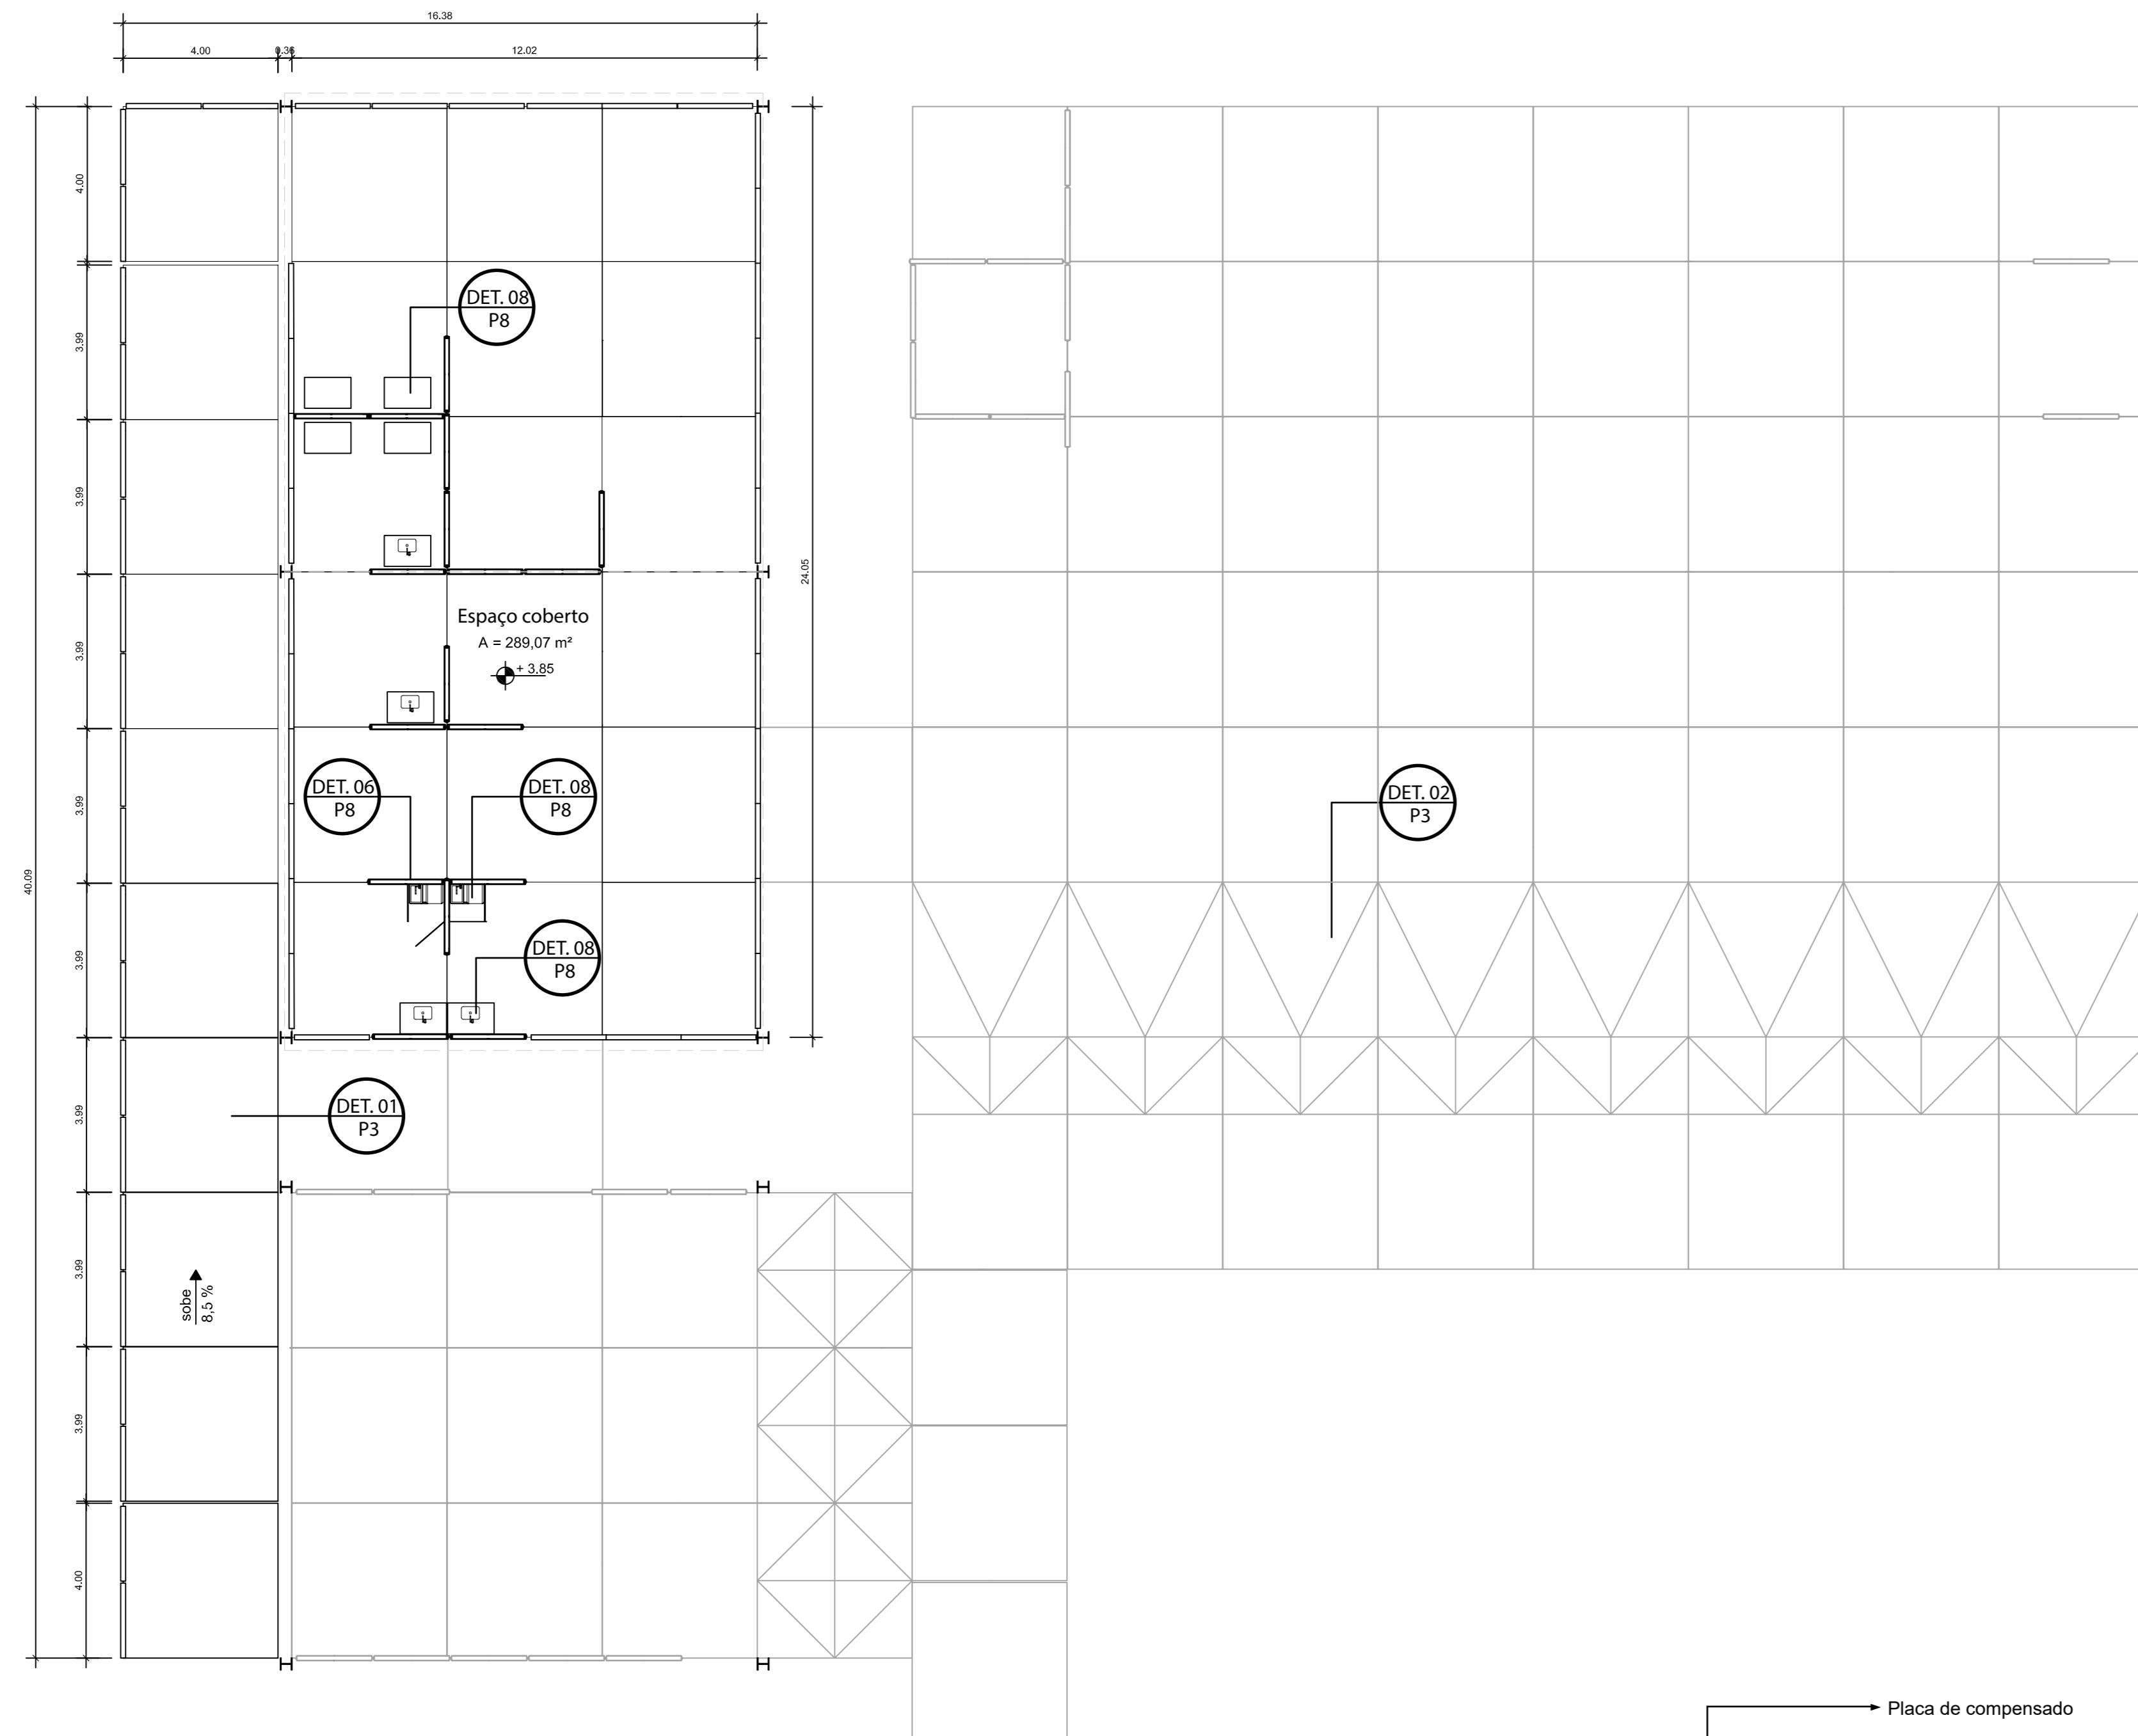 16.38
4.00
0.36
12.02
4.00
3.99
3.99
3.99
3.99
3.99
3.99
3.99
3.99
4.00
40.09
24.05
DET. 08
P8
Espaço coberto
A = 289,07 m²
+ 3.85
DET. 06
P8
DET. 08
P8
DET. 02
P3
DET. 08
P8
DET. 01
P3
sobe
8,5 %
Placa de compensado